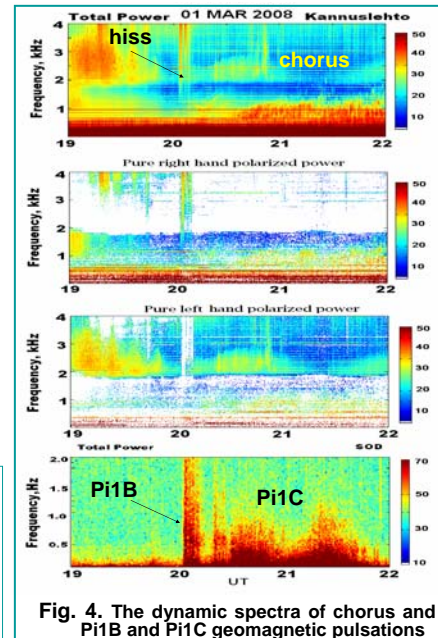 Total Power 01 MAR 2008 Kannuslehto
hiss
chorus
Frequency, kHz
4
3
2
1
19 20 21 22
50
40
30
20
10
Pure right hand polarized power
Frequency, kHz
4
3
2
1
19 20 21 22
50
40
30
20
10
Pure left hand polarized power
Frequency, kHz
4
3
2
1
19 20 21 22
50
40
30
20
10
Total Power SOD
Pi1B
Pi1C
Frequency,Hz
2.0
1.5
1.0
0.5
19 20 21 22
UT
70
50
30
10
Fig. 4. The dynamic spectra of chorus and
Pi1B and Pi1C geomagnetic pulsations